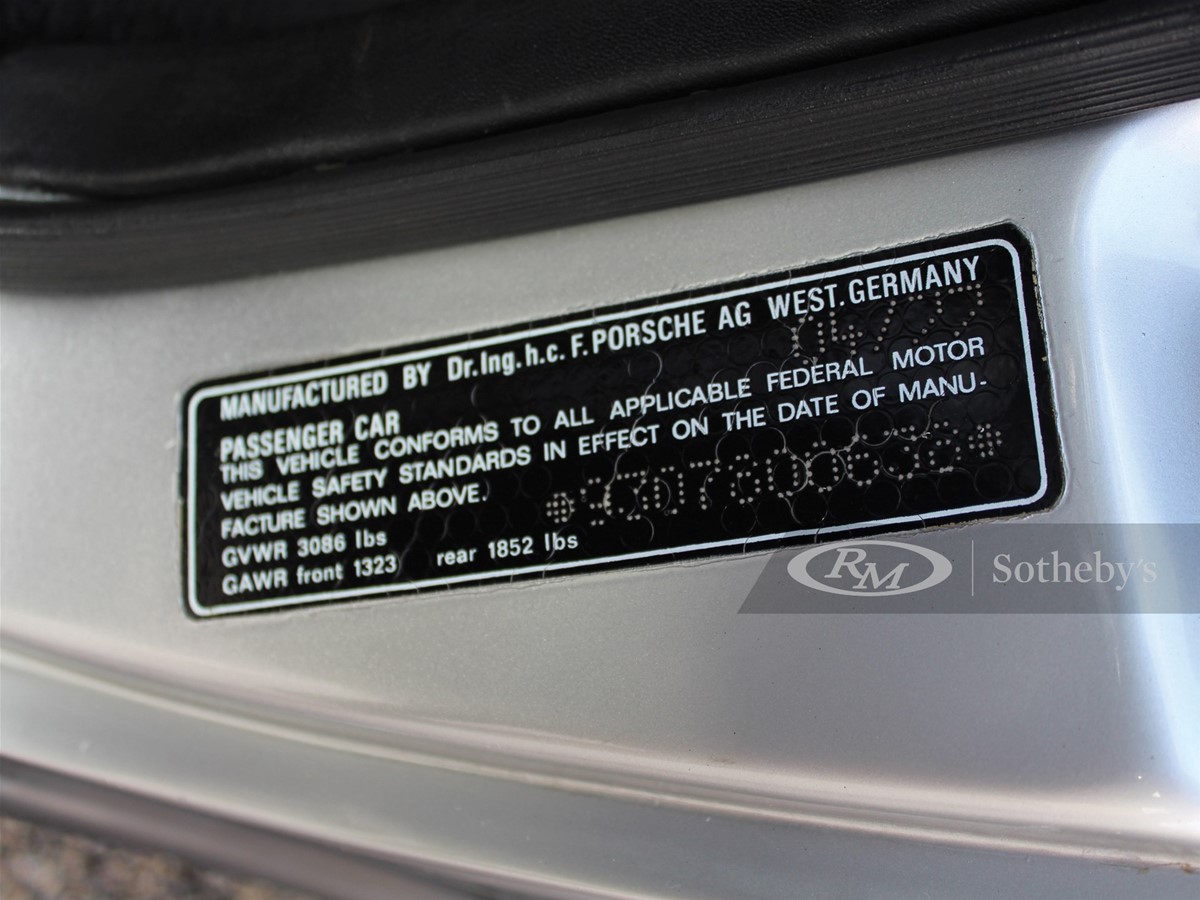 MANUFACTURED BY Dr.Ing.h.c. F.PORSCHE AG WEST.GERMANY
PASSENGER CAR
THIS VEHICLE CONFORMS TO ALL APPLICABLE FEDERAL MOTOR
VEHICLE SAFETY STANDARDS IN EFFECT ON THE DATE OF MANU-
FACTURE SHOWN ABOVE.
GVWR 3086 lbs
GAWR front 1323 rear 1852 lbs
RM Sotheby's